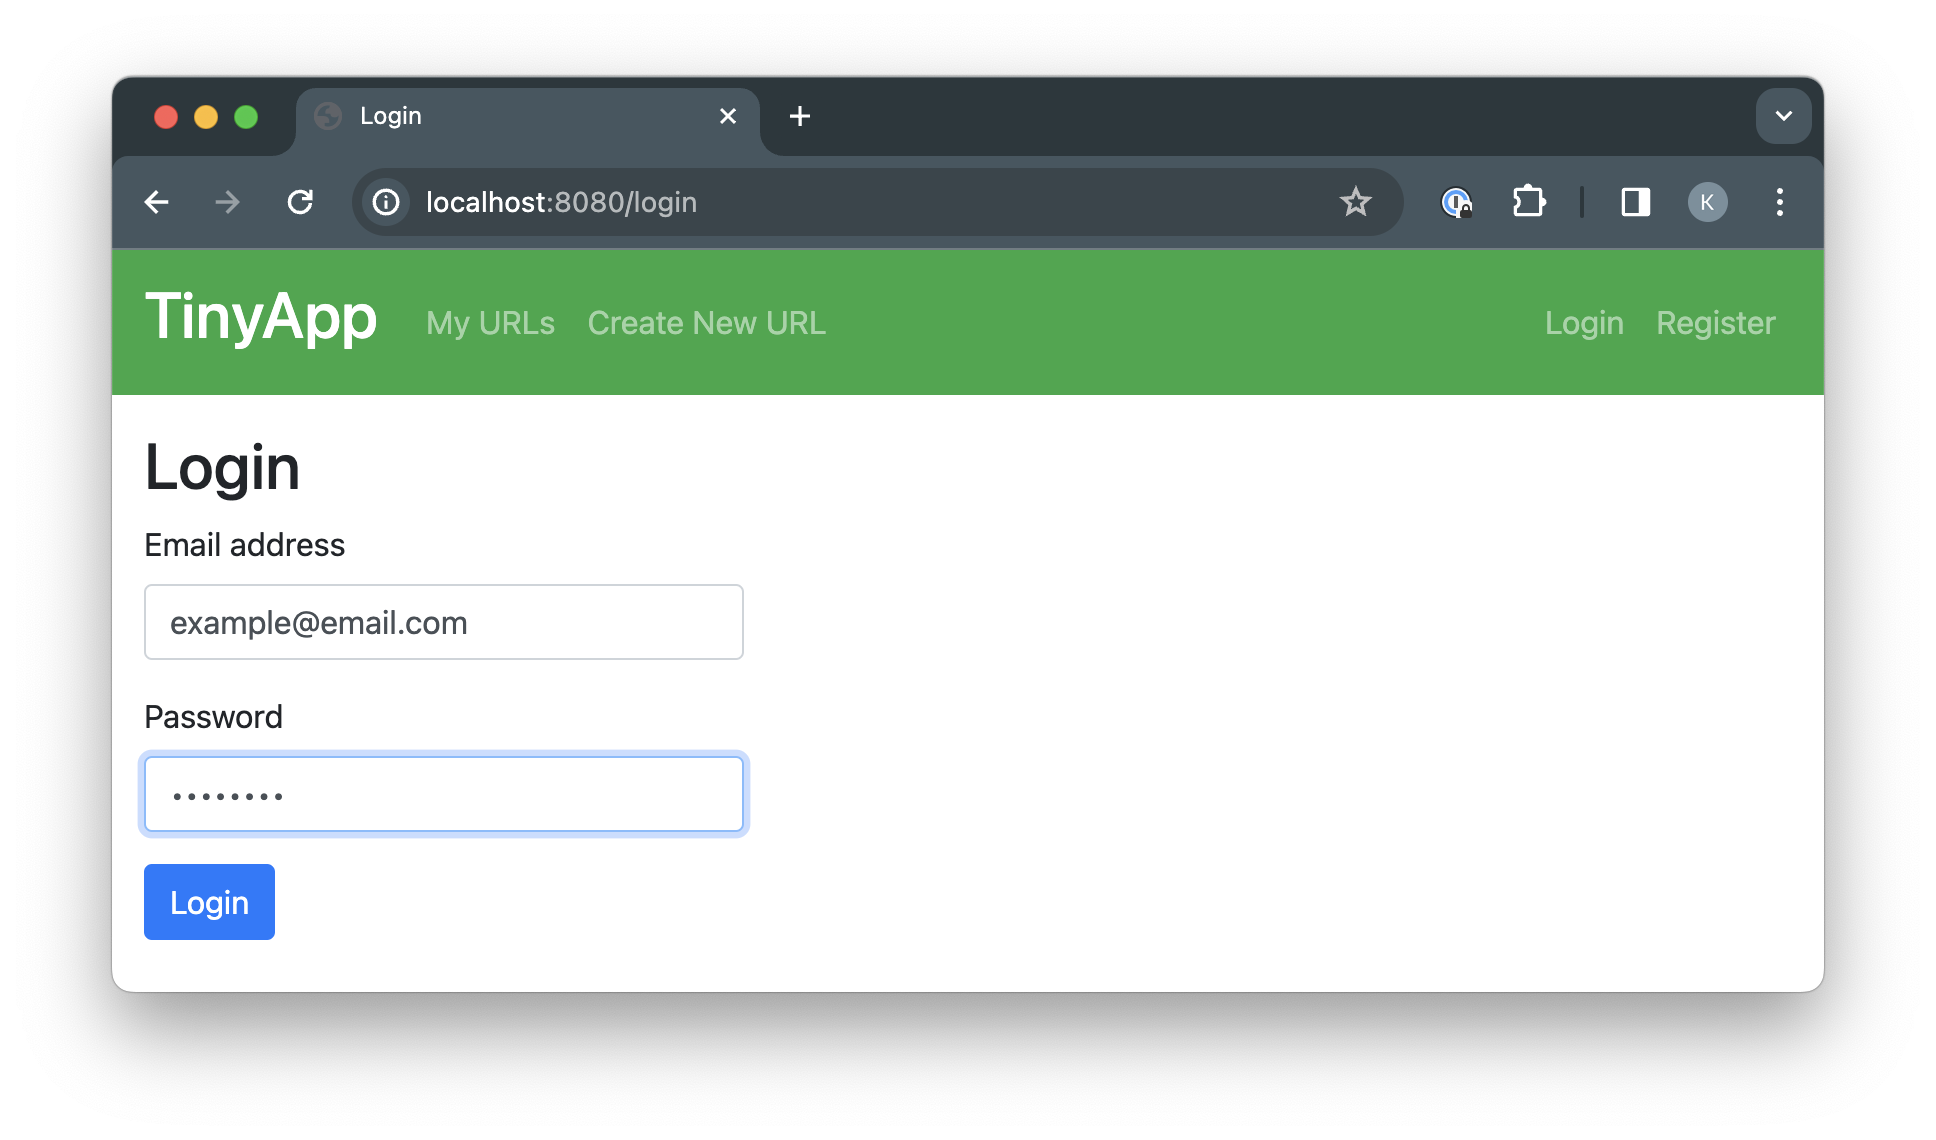 Login
localhost:8080/login
K
TinyApp My URLs Create New URL Login Register
Login
Email address
example@email.com
Password
••••••••
Login